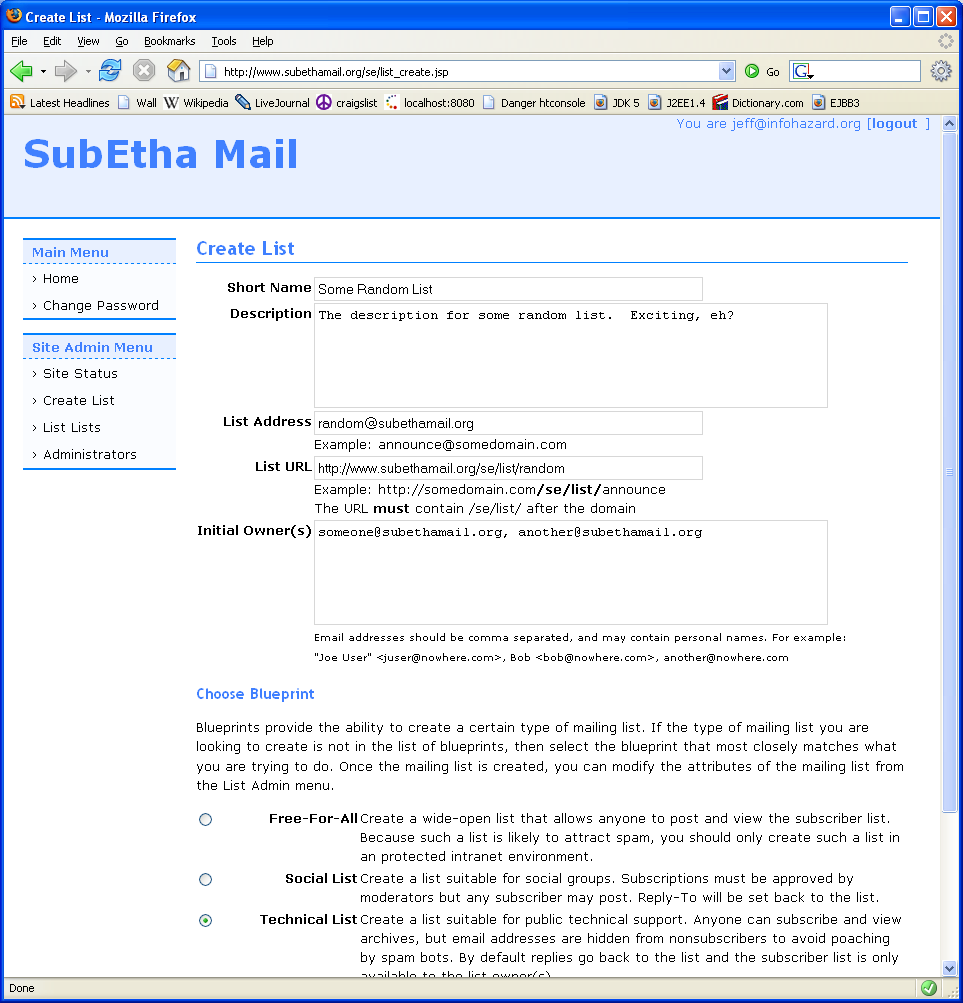 Create List - Mozilla Firefox
File Edit View Go Bookmarks Tools Help
http://www.subethamail.org/se/list_create.jsp Go G
Latest Headlines Wall W Wikipedia LiveJournal craigslist localhost:8080 Danger htconsole JDK 5 J2EE1.4 Dictionary.com EJBB3
You are jeff@infohazard.org [logout ]
SubEtha Mail
Main Menu
› Home
› Change Password
Site Admin Menu
› Site Status
› Create List
› List Lists
› Administrators
Create List
Short Name Some Random List
Description The description for some random list.  Exciting, eh?
List Address random@subethamail.org
Example: announce@somedomain.com
List URL http://www.subethamail.org/se/list/random
Example: http://somedomain.com/se/list/announce
The URL must contain /se/list/ after the domain
Initial Owner(s) someone@subethamail.org, another@subethamail.org
Email addresses should be comma separated, and may contain personal names. For example:
"Joe User" <juser@nowhere.com>, Bob <bob@nowhere.com>, another@nowhere.com
Choose Blueprint
Blueprints provide the ability to create a certain type of mailing list. If the type of mailing list you are
looking to create is not in the list of blueprints, then select the blueprint that most closely matches what
you are trying to do. Once the mailing list is created, you can modify the attributes of the mailing list from
the List Admin menu.
Free-For-All Create a wide-open list that allows anyone to post and view the subscriber list.
Because such a list is likely to attract spam, you should only create such a list in
an protected intranet environment.
Social List Create a list suitable for social groups. Subscriptions must be approved by
moderators but any subscriber may post. Reply-To will be set back to the list.
Technical List Create a list suitable for public technical support. Anyone can subscribe and view
archives, but email addresses are hidden from nonsubscribers to avoid poaching
by spam bots. By default replies go back to the list and the subscriber list is only
available to the list owner(s).
Done